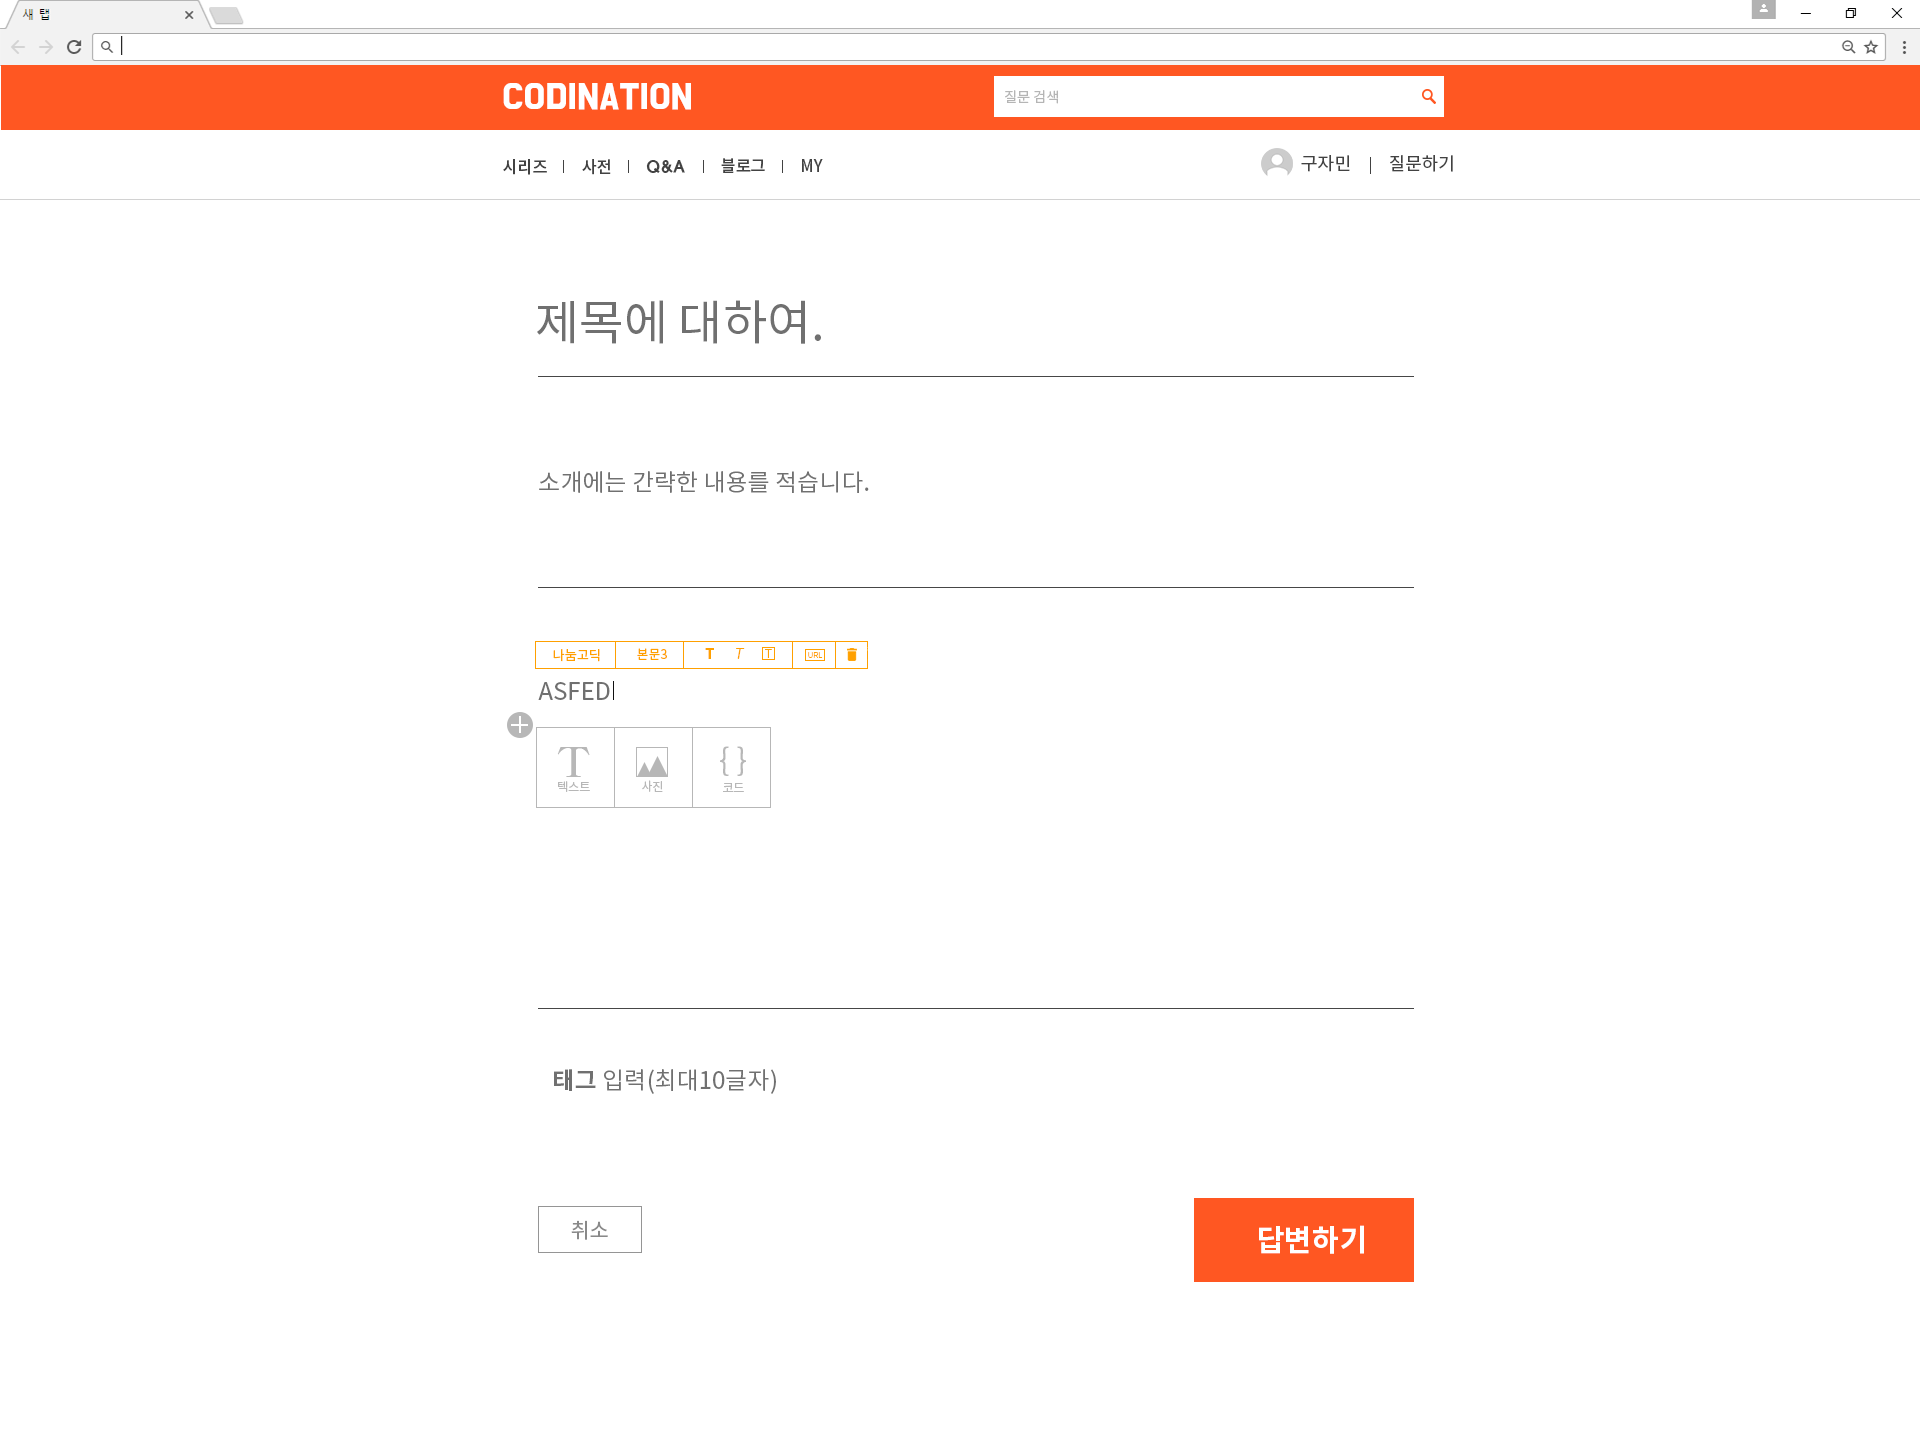 새 탭
CODINATION
질문 검색
시리즈 | 사전 | Q&A | 블로그 | MY
구자민 | 질문하기
제목에 대하여.
소개에는 간략한 내용를 적습니다.
나눔고딕 본문3 T T T URL
ASFED
T { }
텍스트 사진 코드
태그 입력(최대10글자)
취소
답변하기